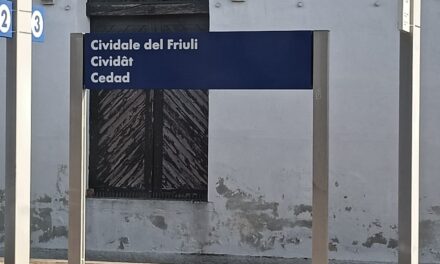 2
3
Cividale del Friuli
Cividât
Cedad